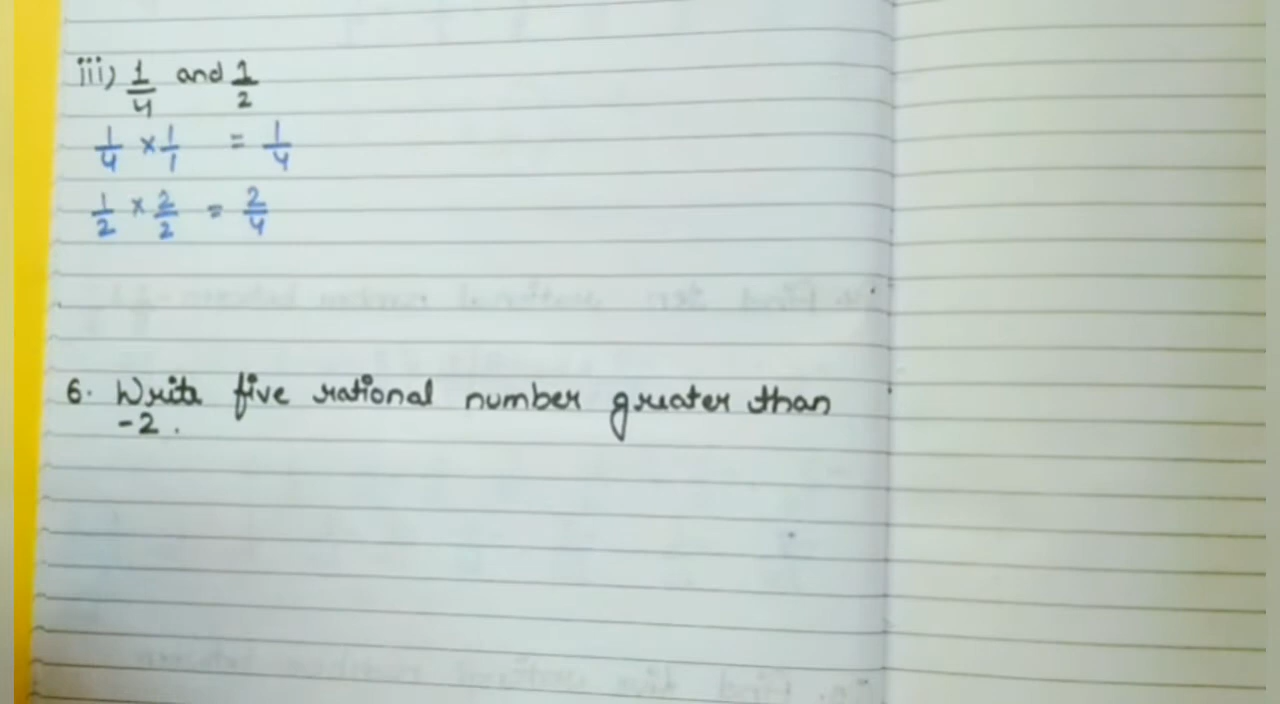 iii) 1/4 and 1/2
1/4 × 1/1 = 1/4
1/2 × 2/2 = 2/4
6. Write five rational number greater than
-2.